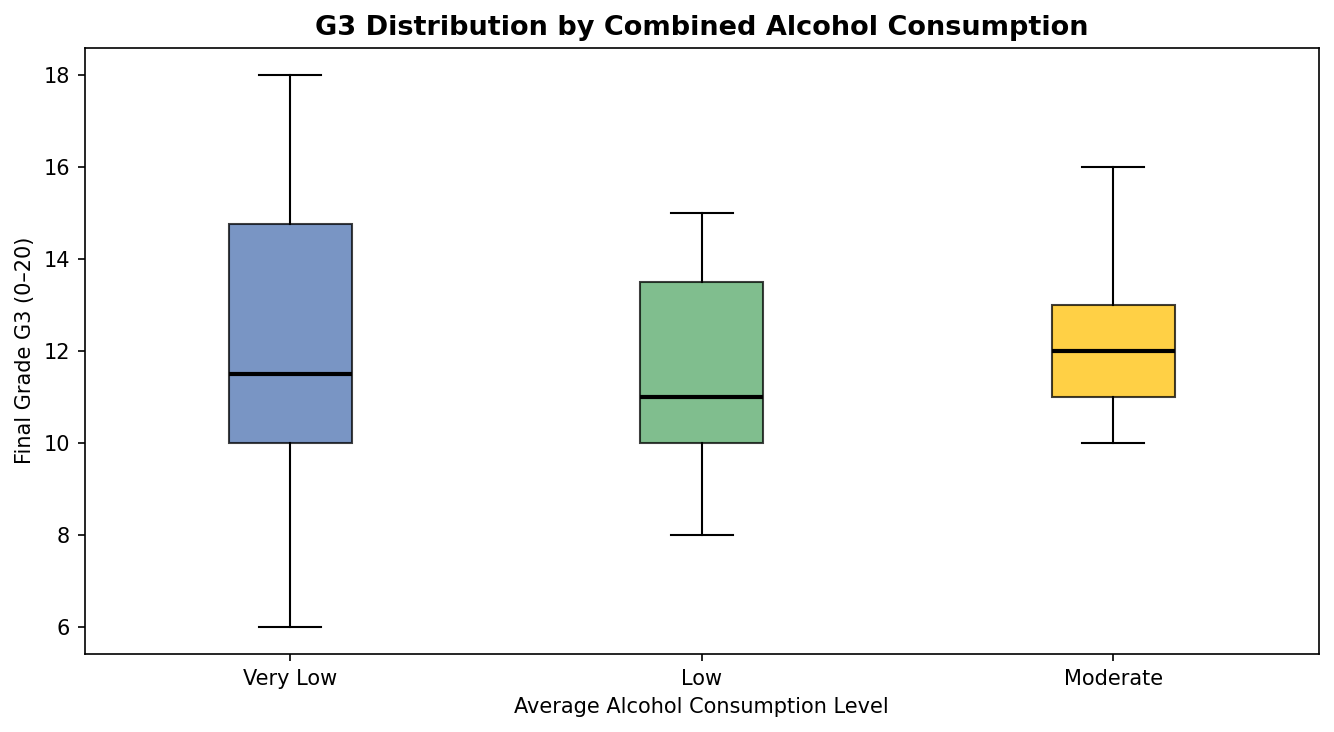 G3 Distribution by Combined Alcohol Consumption
Final Grade G3 (0–20)
18
16
14
12
10
8
6
Very Low
Low
Moderate
Average Alcohol Consumption Level